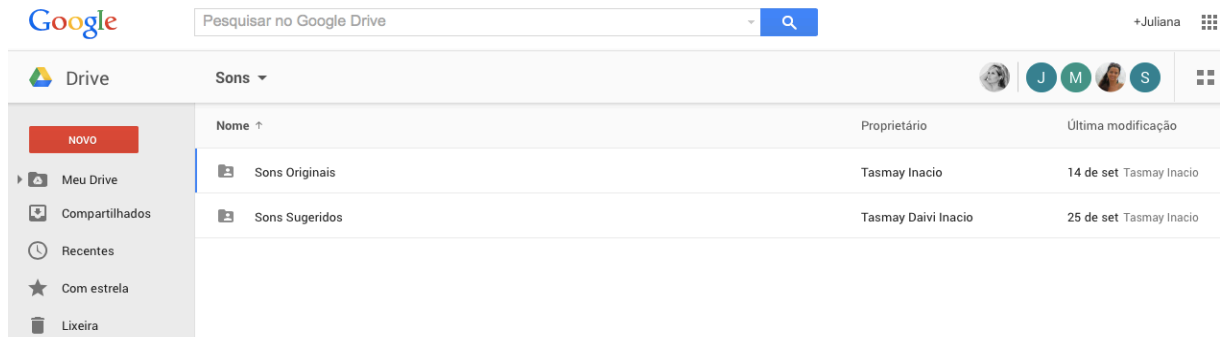 Google
Pesquisar no Google Drive
+Juliana
Drive
Sons
J M S
NOVO
Nome ↑ Proprietário Última modificação
Meu Drive
Sons Originais Tasmay Inacio 14 de set Tasmay Inacio
Compartilhados
Sons Sugeridos Tasmay Daivi Inacio 25 de set Tasmay Inacio
Recentes
Com estrela
Lixeira